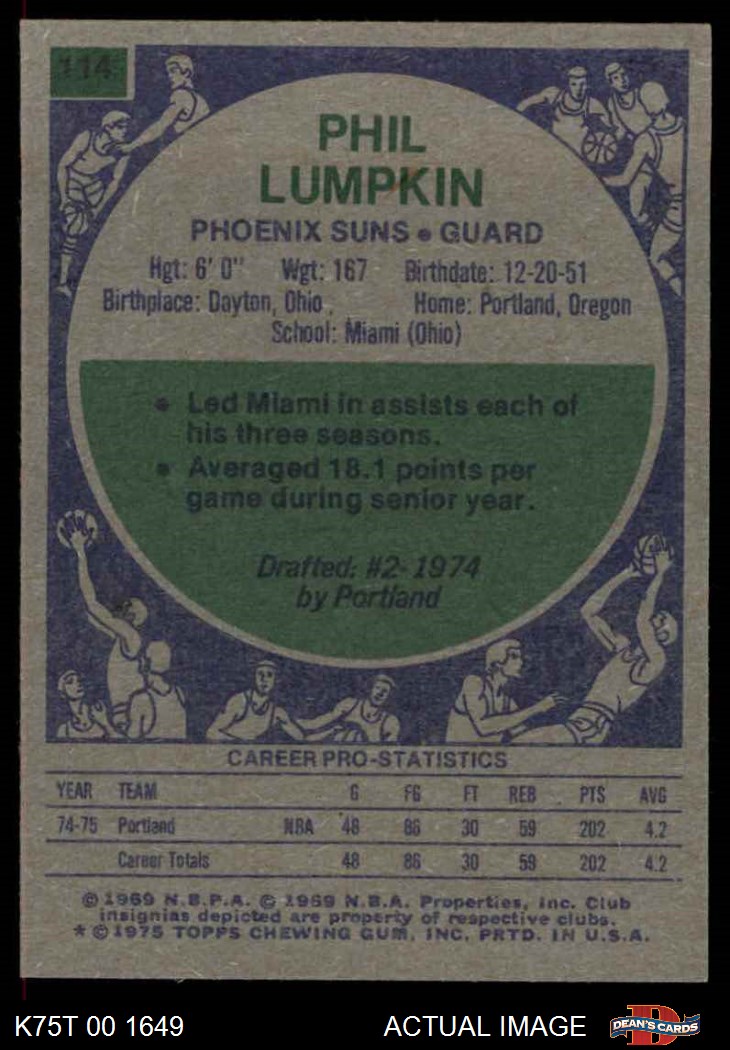 114
PHIL
LUMPKIN
PHOENIX SUNS • GUARD
Hgt: 6' 0" Wgt: 167 Birthdate: 12-20-51
Birthplace: Dayton, Ohio Home: Portland, Oregon
School: Miami (Ohio)
• Led Miami in assists each of
his three seasons.
• Averaged 18.1 points per
game during senior year.
Drafted: #2-1974
by Portland
CAREER PRO-STATISTICS
YEAR TEAM G FG FT REB PTS AVG
74-75 Portland NBA 48 86 30 59 202 4.2
Career Totals 48 86 30 59 202 4.2
© 1969 N.B.P.A. © 1969 N.B.A. Properties, Inc. Club
insignias depicted are property of respective clubs.
* © 1975 TOPPS CHEWING GUM, INC. PRTD. IN U.S.A.
K75T 00 1649 ACTUAL IMAGE D DEAN'S CARDS